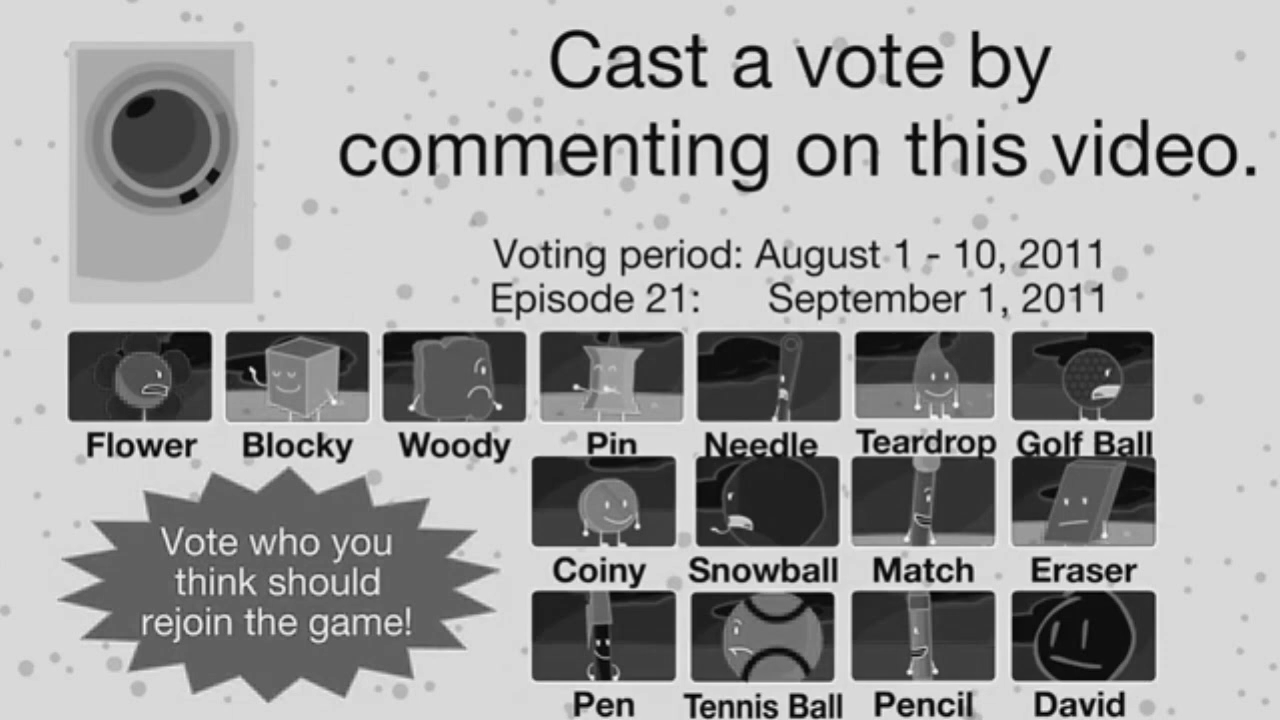 Cast a vote by
commenting on this video.
Voting period: August 1 - 10, 2011
Episode 21: September 1, 2011
Flower Blocky Woody Pin Needle Teardrop Golf Ball
Vote who you
think should
rejoin the game!
Coiny Snowball Match Eraser
Pen Tennis Ball Pencil David